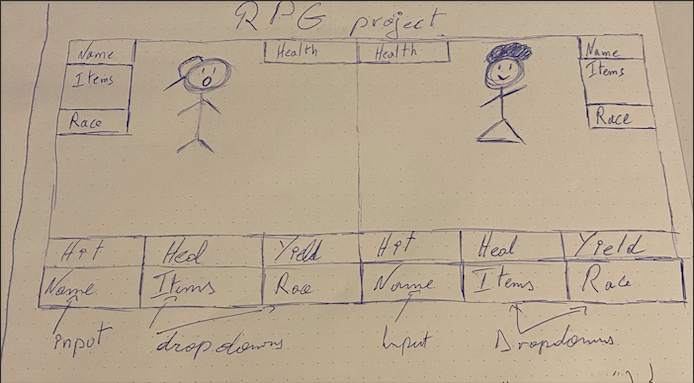 RPG project
Name Health Health Name
Items Items
Race Race
Hit Heal Yield Hit Heal Yield
Name Items Race Name Items Race
input dropdowns Input Dropdowns